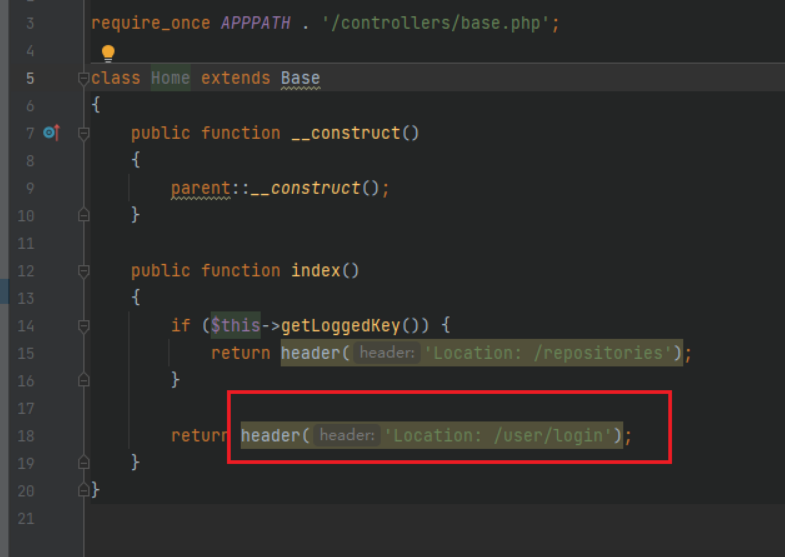 3 require_once APPPATH . '/controllers/base.php';
4
5 class Home extends Base
6 {
7 public function __construct()
8 {
9 parent::__construct();
10 }
11
12 public function index()
13 {
14 if ($this->getLoggedKey()) {
15 return header( header: 'Location: /repositories');
16 }
17
18 return header( header: 'Location: /user/login');
19 }
20 }
21